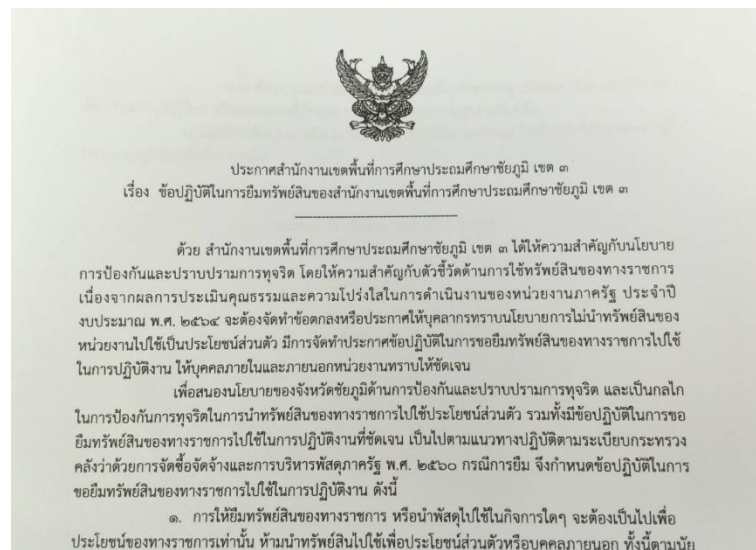 ประกาศสำนักงานเขตพื้นที่การศึกษาประถมศึกษาชัยภูมิ เขต ๓
เรื่อง ข้อปฏิบัติในการยืมทรัพย์สินของสำนักงานเขตพื้นที่การศึกษาประถมศึกษาชัยภูมิ เขต ๓
ด้วย สำนักงานเขตพื้นที่การศึกษาประถมศึกษาชัยภูมิ เขต ๓ ได้ให้ความสำคัญกับนโยบาย
การป้องกันและปราบปรามการทุจริต โดยให้ความสำคัญกับตัวชี้วัดด้านการใช้ทรัพย์สินของทางราชการ
เนื่องจากผลการประเมินคุณธรรมและความโปร่งใสในการดำเนินงานของหน่วยงานภาครัฐ ประจำปี
งบประมาณ พ.ศ. ๒๕๖๔ จะต้องจัดทำข้อตกลงหรือประกาศให้บุคลากรทราบนโยบายการไม่นำทรัพย์สินของ
หน่วยงานไปใช้เป็นประโยชน์ส่วนตัว มีการจัดทำประกาศข้อปฏิบัติในการขอยืมทรัพย์สินของทางราชการไปใช้
ในการปฏิบัติงาน ให้บุคคลภายในและภายนอกหน่วยงานทราบให้ชัดเจน
เพื่อสนองนโยบายของจังหวัดชัยภูมิด้านการป้องกันและปราบปรามการทุจริต และเป็นกลไก
ในการป้องกันการทุจริตในการนำทรัพย์สินของทางราชการไปใช้ประโยชน์ส่วนตัว รวมทั้งมีข้อปฏิบัติในการขอ
ยืมทรัพย์สินของทางราชการไปใช้ในการปฏิบัติงานที่ชัดเจน เป็นไปตามแนวทางปฏิบัติตามระเบียบกระทรวง
คลังว่าด้วยการจัดซื้อจัดจ้างและการบริหารพัสดุภาครัฐ พ.ศ. ๒๕๖๐ กรณีการยืม จึงกำหนดข้อปฏิบัติในการ
ขอยืมทรัพย์สินของทางราชการไปใช้ในการปฏิบัติงาน ดังนี้
๑. การให้ยืมทรัพย์สินของทางราชการ หรือนำพัสดุไปใช้ในกิจการใดๆ จะต้องเป็นไปเพื่อ
ประโยชน์ของทางราชการเท่านั้น ห้ามนำทรัพย์สินไปใช้เพื่อประโยชน์ส่วนตัวหรือบุคคลภายนอก ทั้งนี้ตามนัย